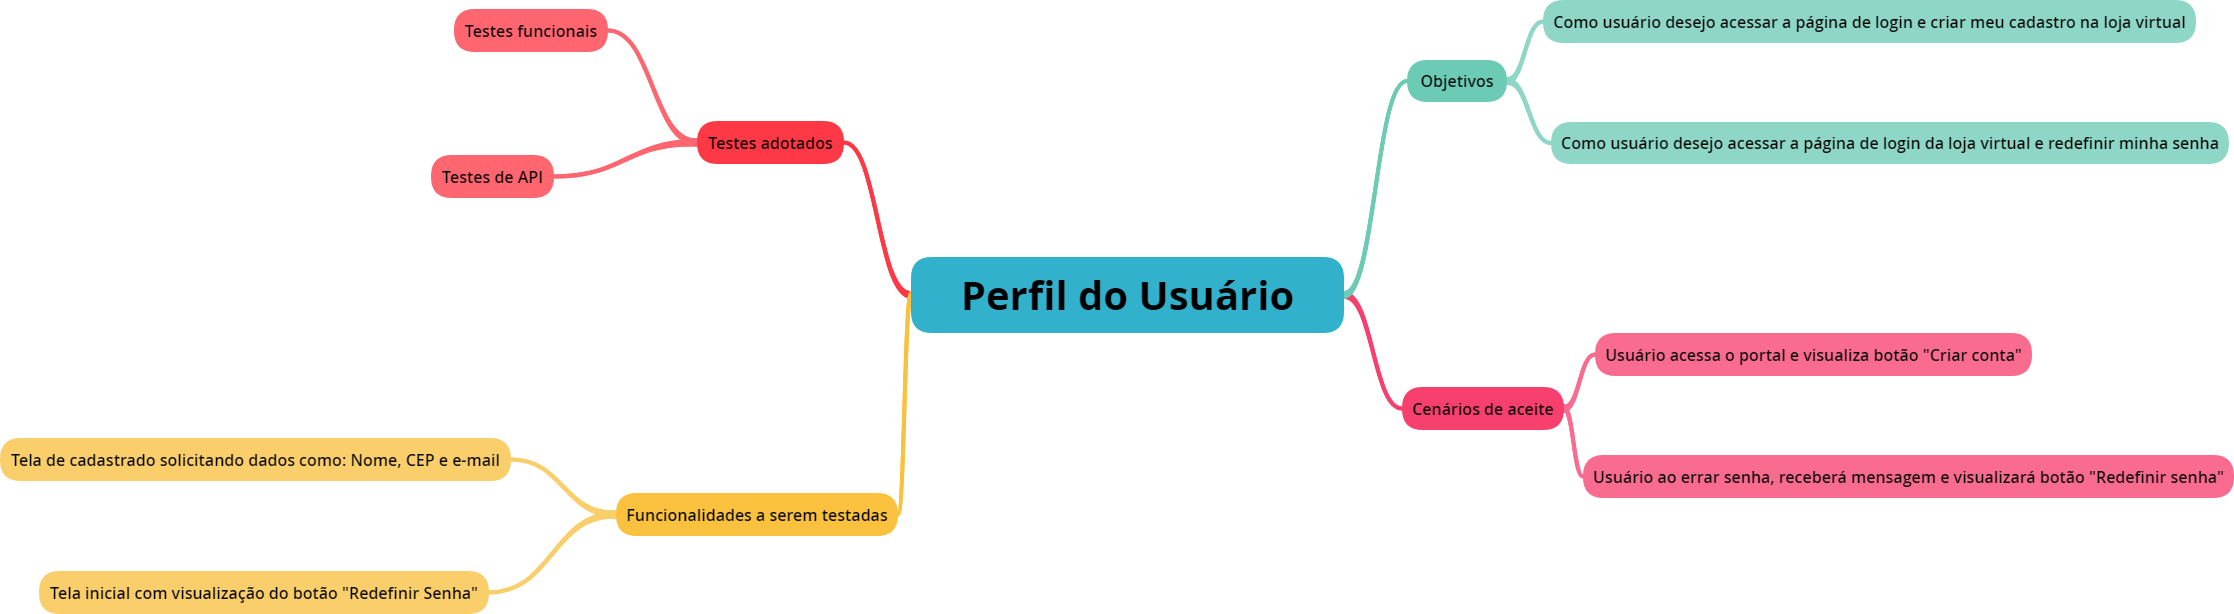 Perfil do Usuário
Objetivos
Como usuário desejo acessar a página de login e criar meu cadastro na loja virtual
Como usuário desejo acessar a página de login da loja virtual e redefinir minha senha
Cenários de aceite
Usuário acessa o portal e visualiza botão "Criar conta"
Usuário ao errar senha, receberá mensagem e visualizará botão "Redefinir senha"
Testes adotados
Testes funcionais
Testes de API
Funcionalidades a serem testadas
Tela de cadastrado solicitando dados como: Nome, CEP e e-mail
Tela inicial com visualização do botão "Redefinir Senha"